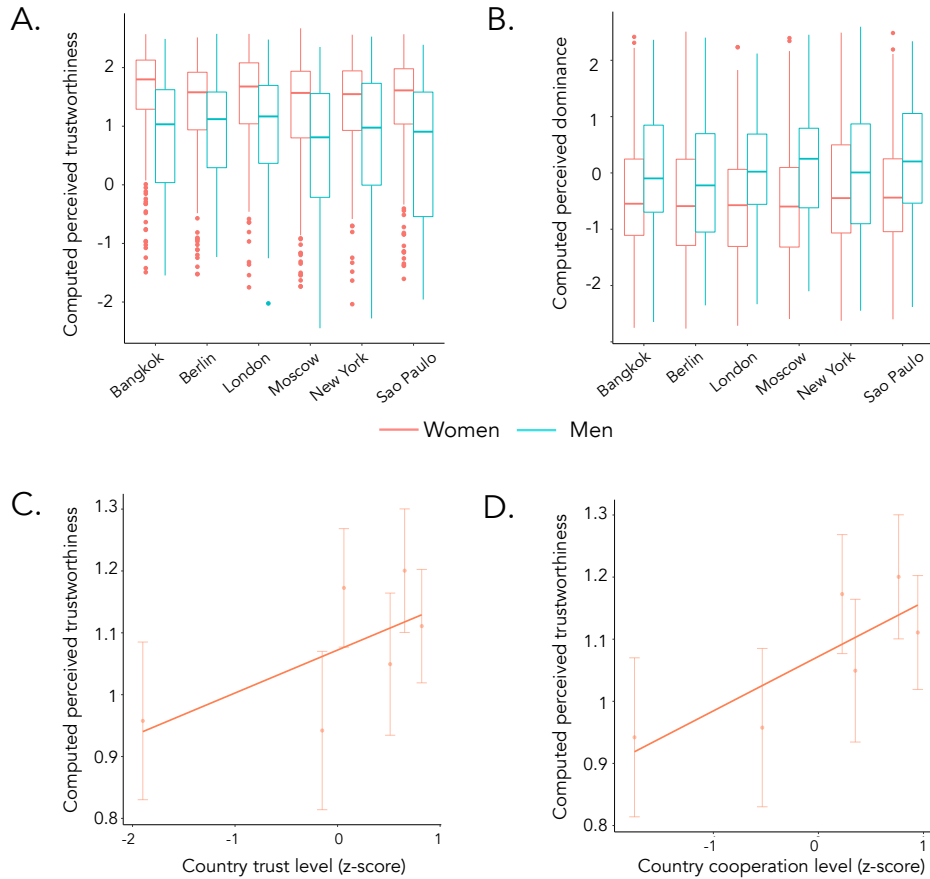 A.
Computed perceived trustworthiness
2
1
0
-1
-2
Bangkok
Berlin
London
Moscow
New York
Sao Paulo
B.
Computed perceived dominance
2
1
0
-1
-2
Bangkok
Berlin
London
Moscow
New York
Sao Paulo
Women Men
C.
Computed perceived trustworthiness
1.3
1.2
1.1
1
0.9
0.8
-2 -1 0 1
Country trust level (z-score)
D.
Computed perceived trustworthiness
1.3
1.2
1.1
1.0
0.9
0.8
-1 0 1
Country cooperation level (z-score)